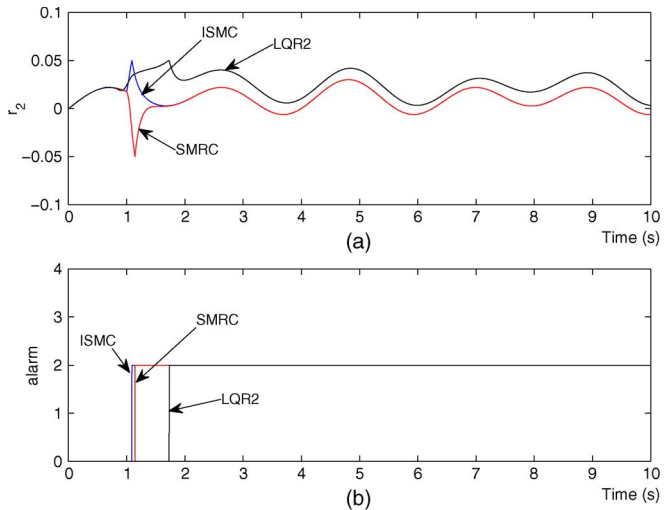 0.1
ISMC
LQR2
0.05
r2
0
SMRC
-0.05
-0.1
0 1 2 3 4 5 6 7 8 9 10
(a)
Time (s)
4
3
SMRC
ISMC
alarm
2
LQR2
1
0
0 1 2 3 4 5 6 7 8 9 10
(b)
Time (s)